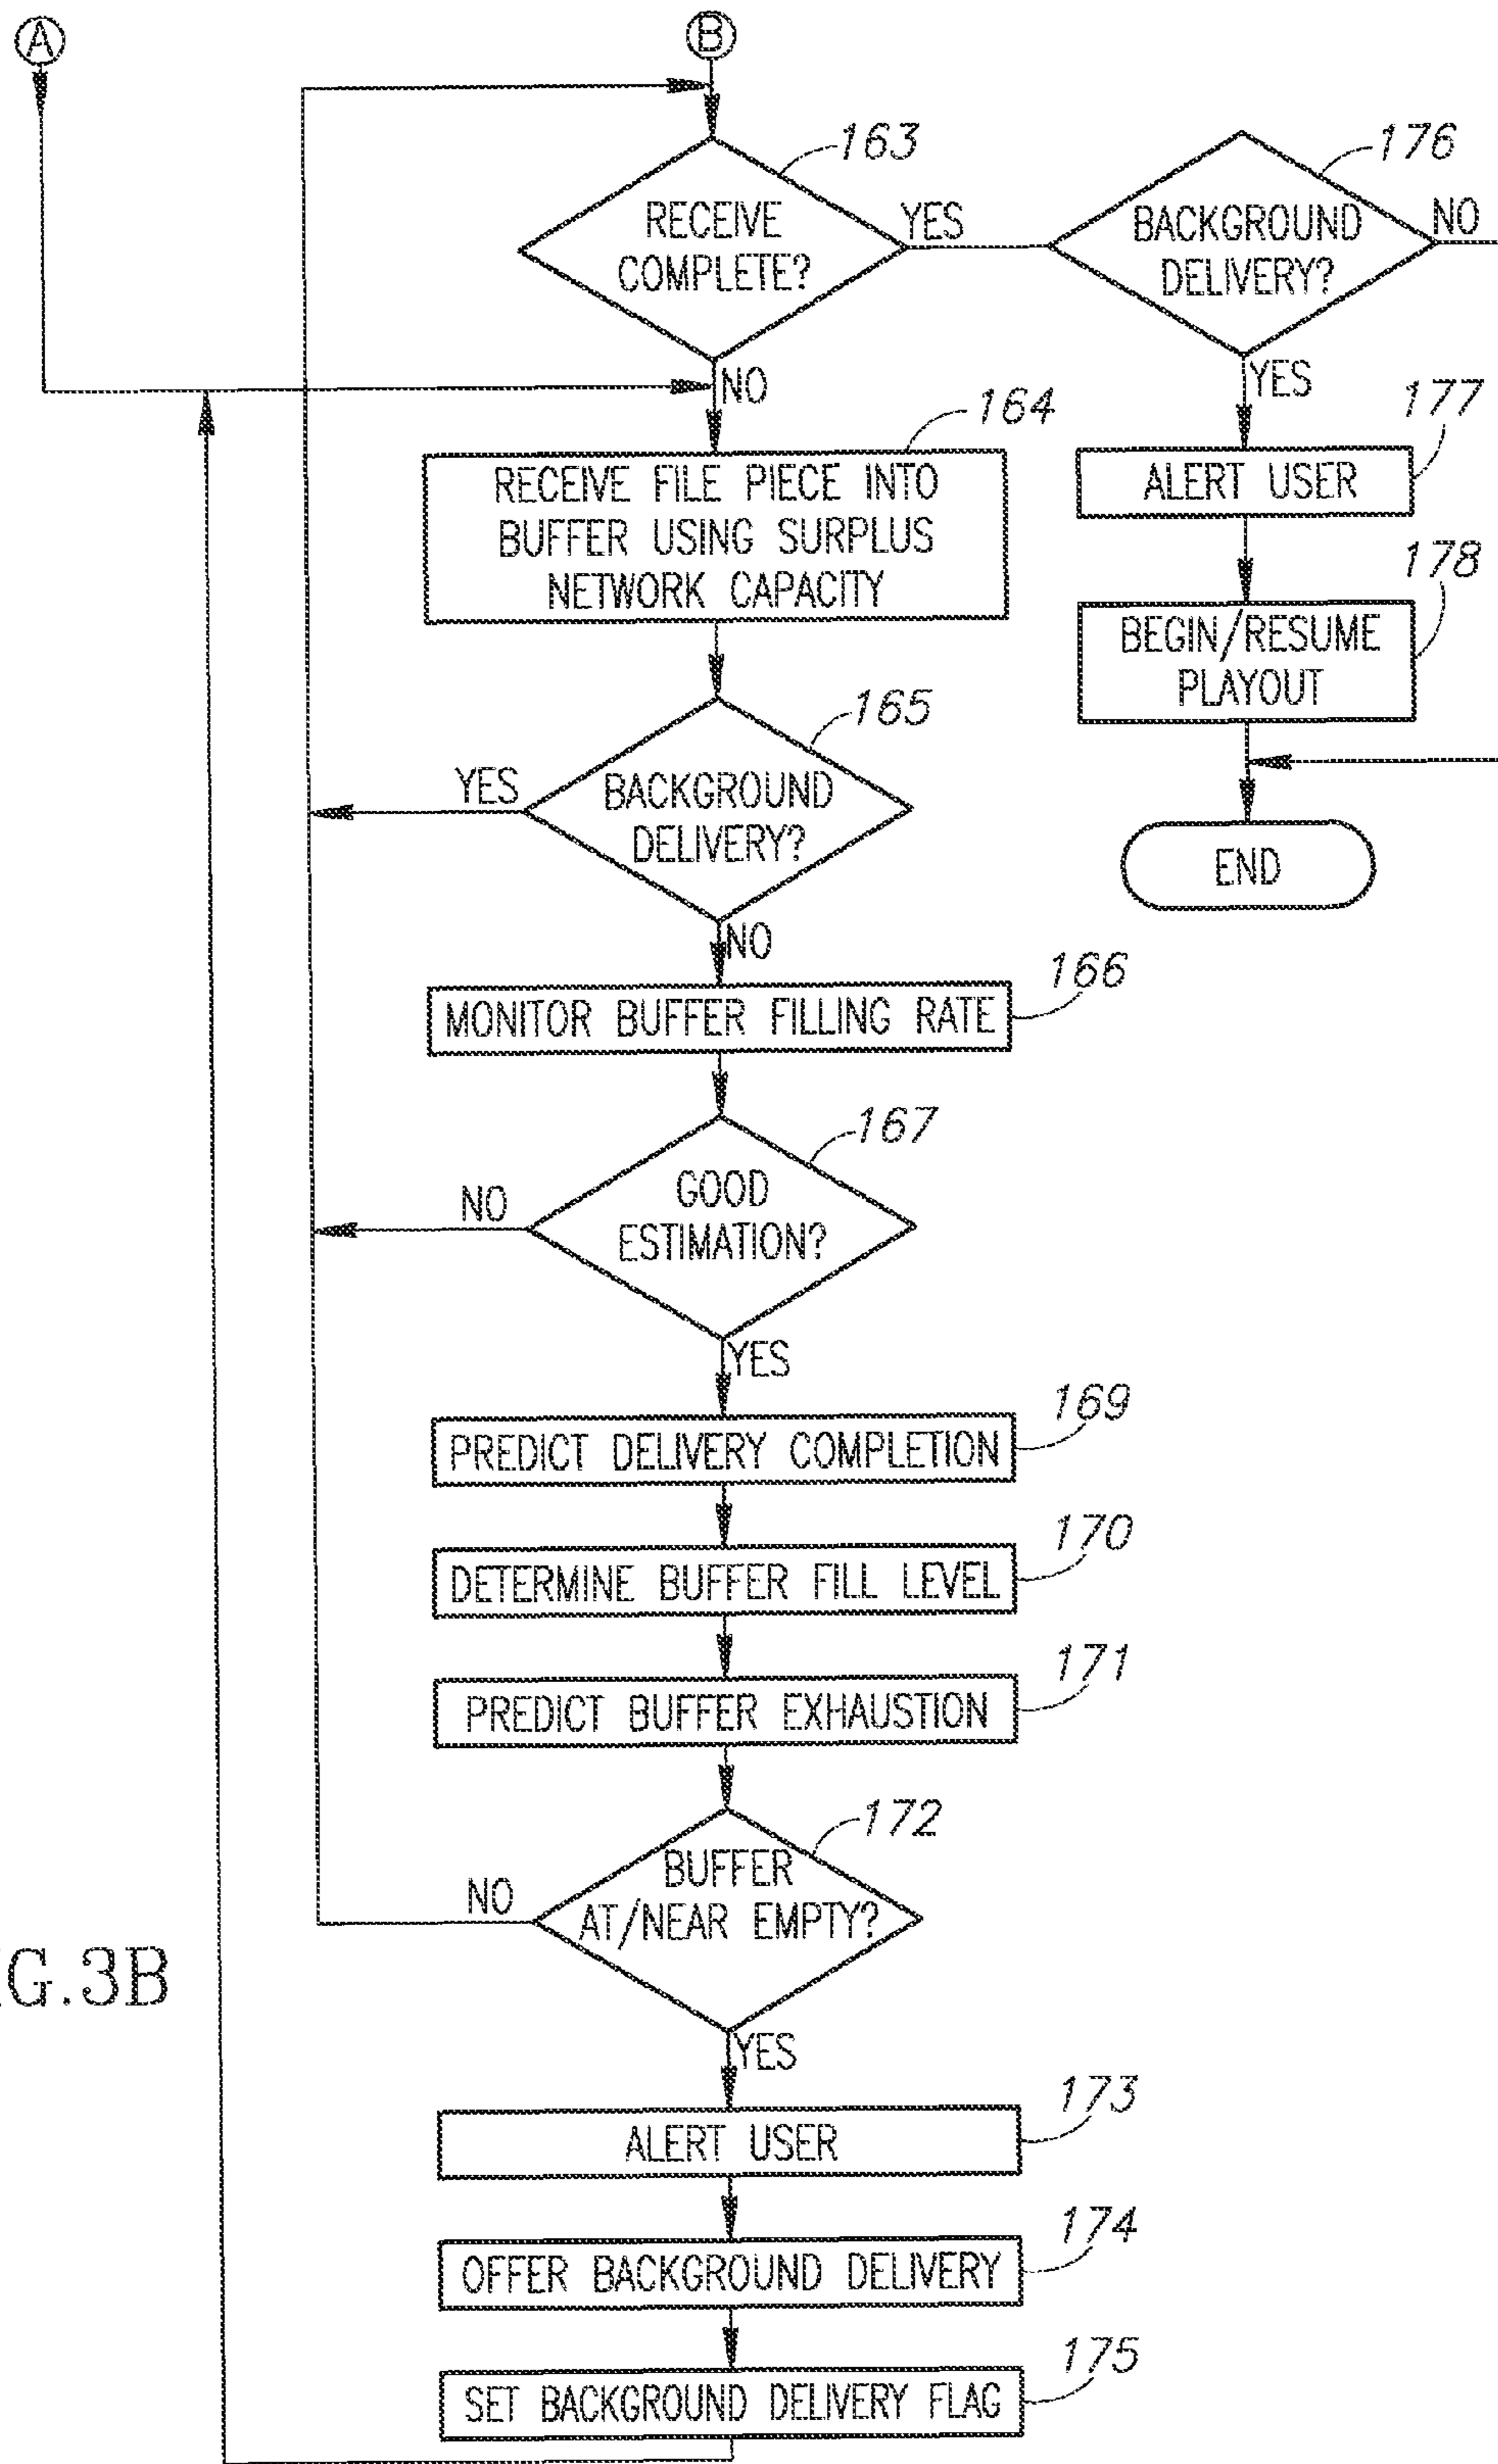 A
B
163
RECEIVE
COMPLETE?
YES
NO
176
BACKGROUND
DELIVERY?
NO
YES
164
RECEIVE FILE PIECE INTO
BUFFER USING SURPLUS
NETWORK CAPACITY
177
ALERT USER
178
BEGIN/RESUME
PLAYOUT
END
165
BACKGROUND
DELIVERY?
YES
NO
166
MONITOR BUFFER FILLING RATE
167
GOOD
ESTIMATION?
NO
YES
169
PREDICT DELIVERY COMPLETION
170
DETERMINE BUFFER FILL LEVEL
171
PREDICT BUFFER EXHAUSTION
172
BUFFER
AT/NEAR EMPTY?
NO
YES
G.3B
173
ALERT USER
174
OFFER BACKGROUND DELIVERY
175
SET BACKGROUND DELIVERY FLAG